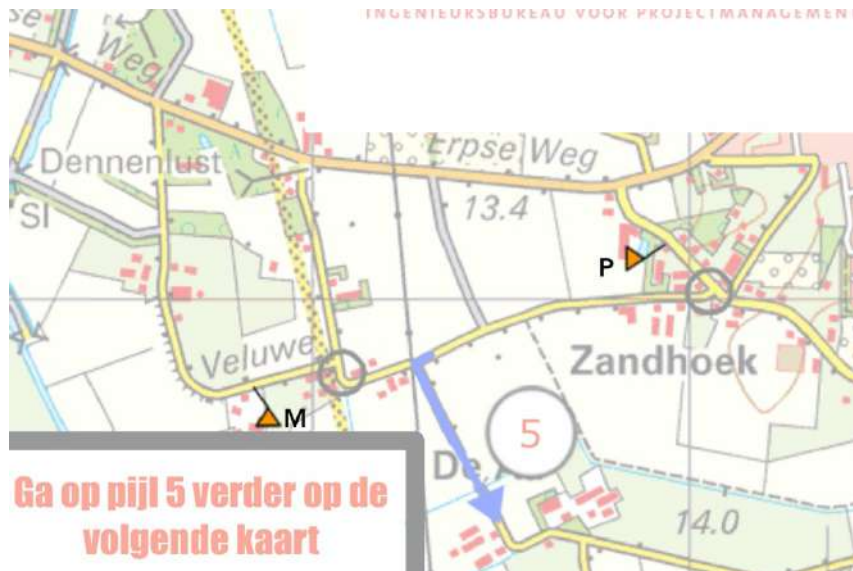 INGENIEURSBUREAU VOOR PROJECTMANAGEMENT
Weg
Erpse Weg
Dennenlust
13.4
SI
P
Veluwe
Zandhoek
M
5
Ga op pijl 5 verder op de
volgende kaart
14.0